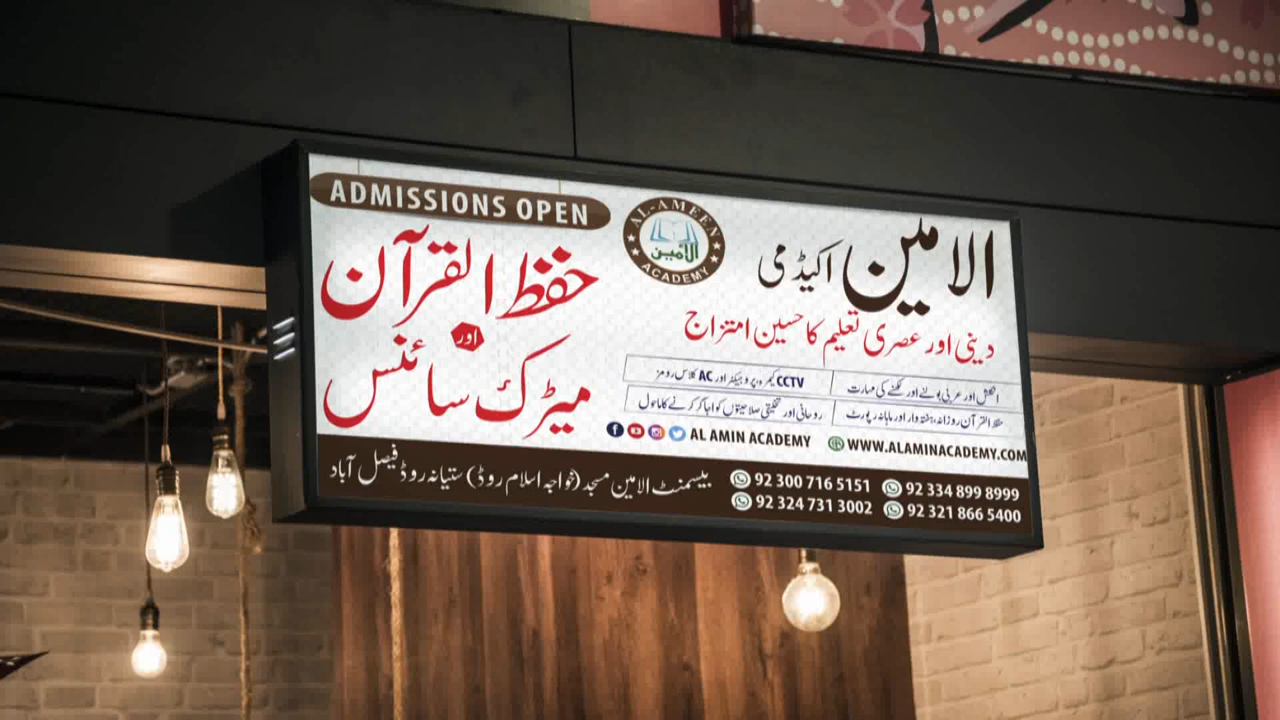 ADMISSIONS OPEN
حفظ القرآن
اور
میٹرک سائنس
AL-AMEEN
الامین
ACADEMY
الامین اکیڈمی
دینی اور عصری تعلیم کا حسین امتزاج
انگلش اور عربی بولنے اور لکھنے کی مہارت
CCTV کیمرہ، پروجیکٹر اور AC کلاس رومز
حفظ القرآن روزانہ، ہفتہ وار اور ماہانہ رپورٹ
روحانی اور تخلیقی صلاحیتوں کو اجاگر کرنے کا ماحول
AL AMIN ACADEMY
WWW.ALAMINACADEMY.COM
بیسمنٹ الامین مسجد (خواجہ اسلام روڈ) ستیانہ روڈ فیصل آباد
92 300 716 5151
92 334 899 8999
92 324 731 3002
92 321 866 5400